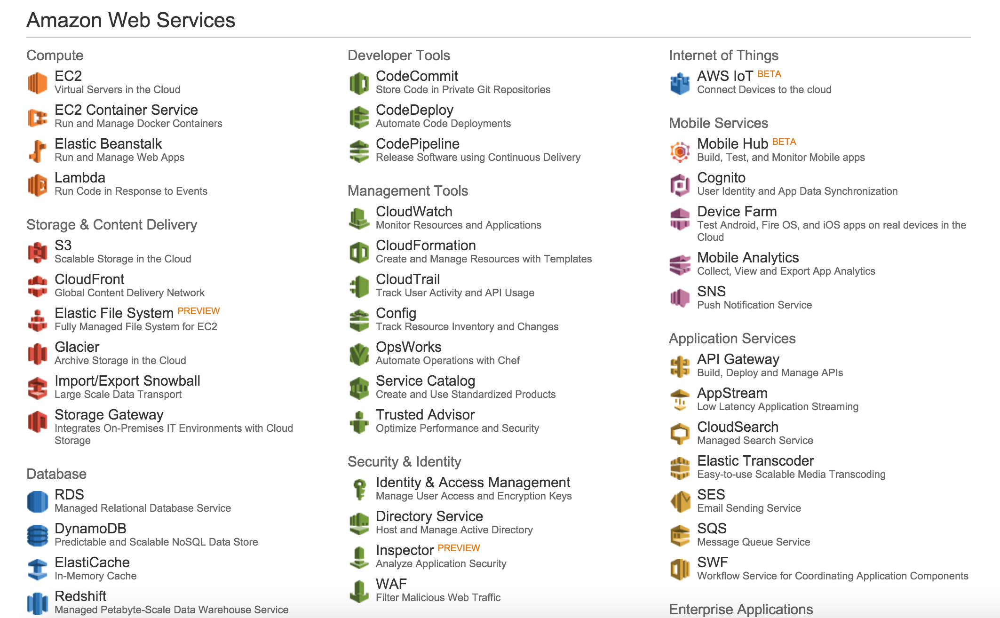 Amazon Web Services
Compute
EC2
Virtual Servers in the Cloud
EC2 Container Service
Run and Manage Docker Containers
Elastic Beanstalk
Run and Manage Web Apps
Lambda
Run Code in Response to Events
Storage & Content Delivery
S3
Scalable Storage in the Cloud
CloudFront
Global Content Delivery Network
Elastic File System PREVIEW
Fully Managed File System for EC2
Glacier
Archive Storage in the Cloud
Import/Export Snowball
Large Scale Data Transport
Storage Gateway
Integrates On-Premises IT Environments with Cloud
Storage
Database
RDS
Managed Relational Database Service
DynamoDB
Predictable and Scalable NoSQL Data Store
ElastiCache
In-Memory Cache
Redshift
Managed Petabyte-Scale Data Warehouse Service
Developer Tools
CodeCommit
Store Code in Private Git Repositories
CodeDeploy
Automate Code Deployments
CodePipeline
Release Software using Continuous Delivery
Management Tools
CloudWatch
Monitor Resources and Applications
CloudFormation
Create and Manage Resources with Templates
CloudTrail
Track User Activity and API Usage
Config
Track Resource Inventory and Changes
OpsWorks
Automate Operations with Chef
Service Catalog
Create and Use Standardized Products
Trusted Advisor
Optimize Performance and Security
Security & Identity
Identity & Access Management
Manage User Access and Encryption Keys
Directory Service
Host and Manage Active Directory
Inspector PREVIEW
Analyze Application Security
WAF
Filter Malicious Web Traffic
Internet of Things
AWS IoT BETA
Connect Devices to the cloud
Mobile Services
Mobile Hub BETA
Build, Test, and Monitor Mobile apps
Cognito
User Identity and App Data Synchronization
Device Farm
Test Android, Fire OS, and iOS apps on real devices in the
Cloud
Mobile Analytics
Collect, View and Export App Analytics
SNS
Push Notification Service
Application Services
API Gateway
Build, Deploy and Manage APIs
AppStream
Low Latency Application Streaming
CloudSearch
Managed Search Service
Elastic Transcoder
Easy-to-use Scalable Media Transcoding
SES
Email Sending Service
SQS
Message Queue Service
SWF
Workflow Service for Coordinating Application Components
Enterprise Applications